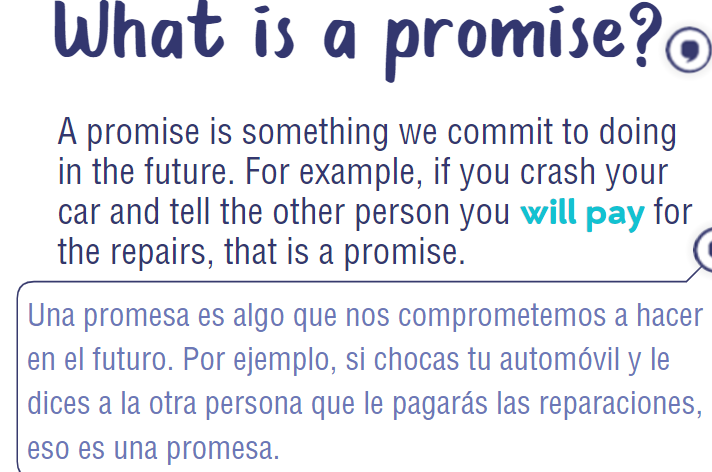 What is a promise?
A promise is something we commit to doing
in the future. For example, if you crash your
car and tell the other person you will pay for
the repairs, that is a promise.
Una promesa es algo que nos comprometemos a hacer
en el futuro. Por ejemplo, si chocas tu automóvil y le
dices a la otra persona que le pagarás las reparaciones,
eso es una promesa.